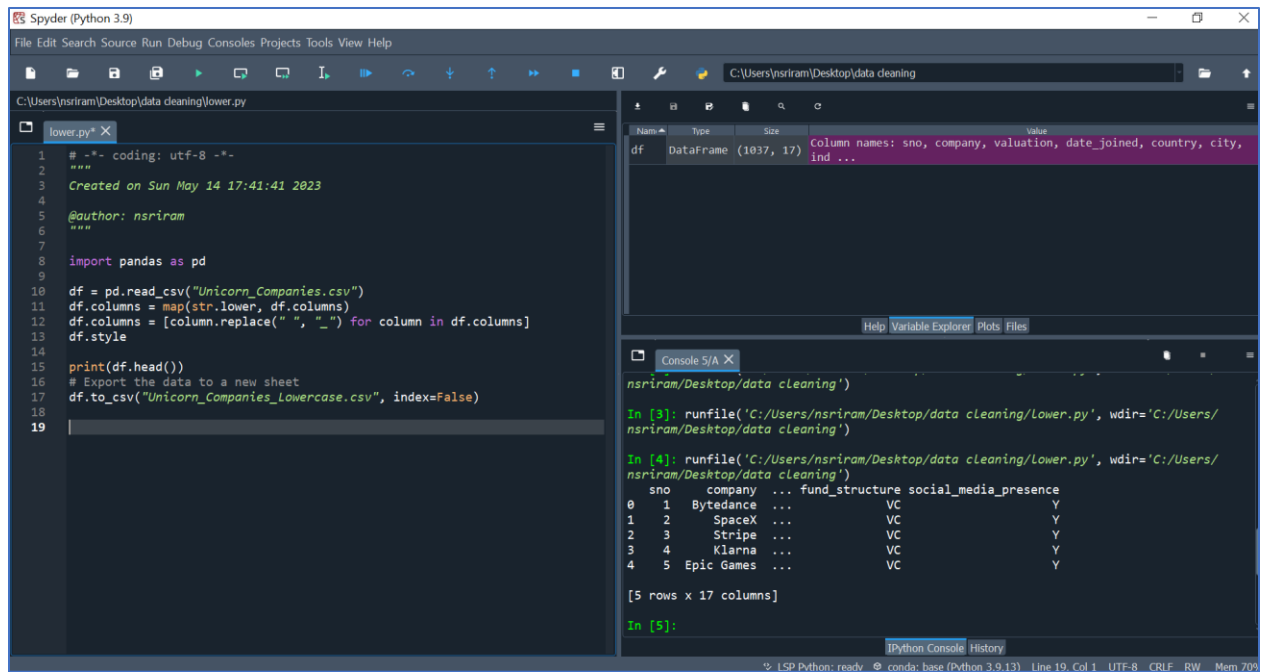 Spyder (Python 3.9)
File Edit Search Source Run Debug Consoles Projects Tools View Help
C:\Users\nsriram\Desktop\data cleaning
C:\Users\nsriram\Desktop\data cleaning\lower.py
lower.py*
1 # -*- coding: utf-8 -*-
2 """
3 Created on Sun May 14 17:41:41 2023
4
5 @author: nsriram
6 """
7
8 import pandas as pd
9
10 df = pd.read_csv("Unicorn_Companies.csv")
11 df.columns = map(str.lower, df.columns)
12 df.columns = [column.replace(" ", "_") for column in df.columns]
13 df.style
14
15 print(df.head())
16 # Export the data to a new sheet
17 df.to_csv("Unicorn_Companies_Lowercase.csv", index=False)
18
19
Type Size Value
df DataFrame (1037, 17) Column names: sno, company, valuation, date_joined, country, city,
ind ...
Help Variable Explorer Plots Files
Console 5/A
nsriram/Desktop/data cleaning')
In [3]: runfile('C:/Users/nsriram/Desktop/data cleaning/lower.py', wdir='C:/Users/
nsriram/Desktop/data cleaning')
In [4]: runfile('C:/Users/nsriram/Desktop/data cleaning/lower.py', wdir='C:/Users/
nsriram/Desktop/data cleaning')
sno company ... fund_structure social_media_presence
0 1 Bytedance ... VC Y
1 2 SpaceX ... VC Y
2 3 Stripe ... VC Y
3 4 Klarna ... VC Y
4 5 Epic Games ... VC Y
[5 rows x 17 columns]
In [5]:
IPython Console History
LSP Python: ready conda: base (Python 3.9.13) Line 19, Col 1 UTF-8 CRLF RW Mem 70%